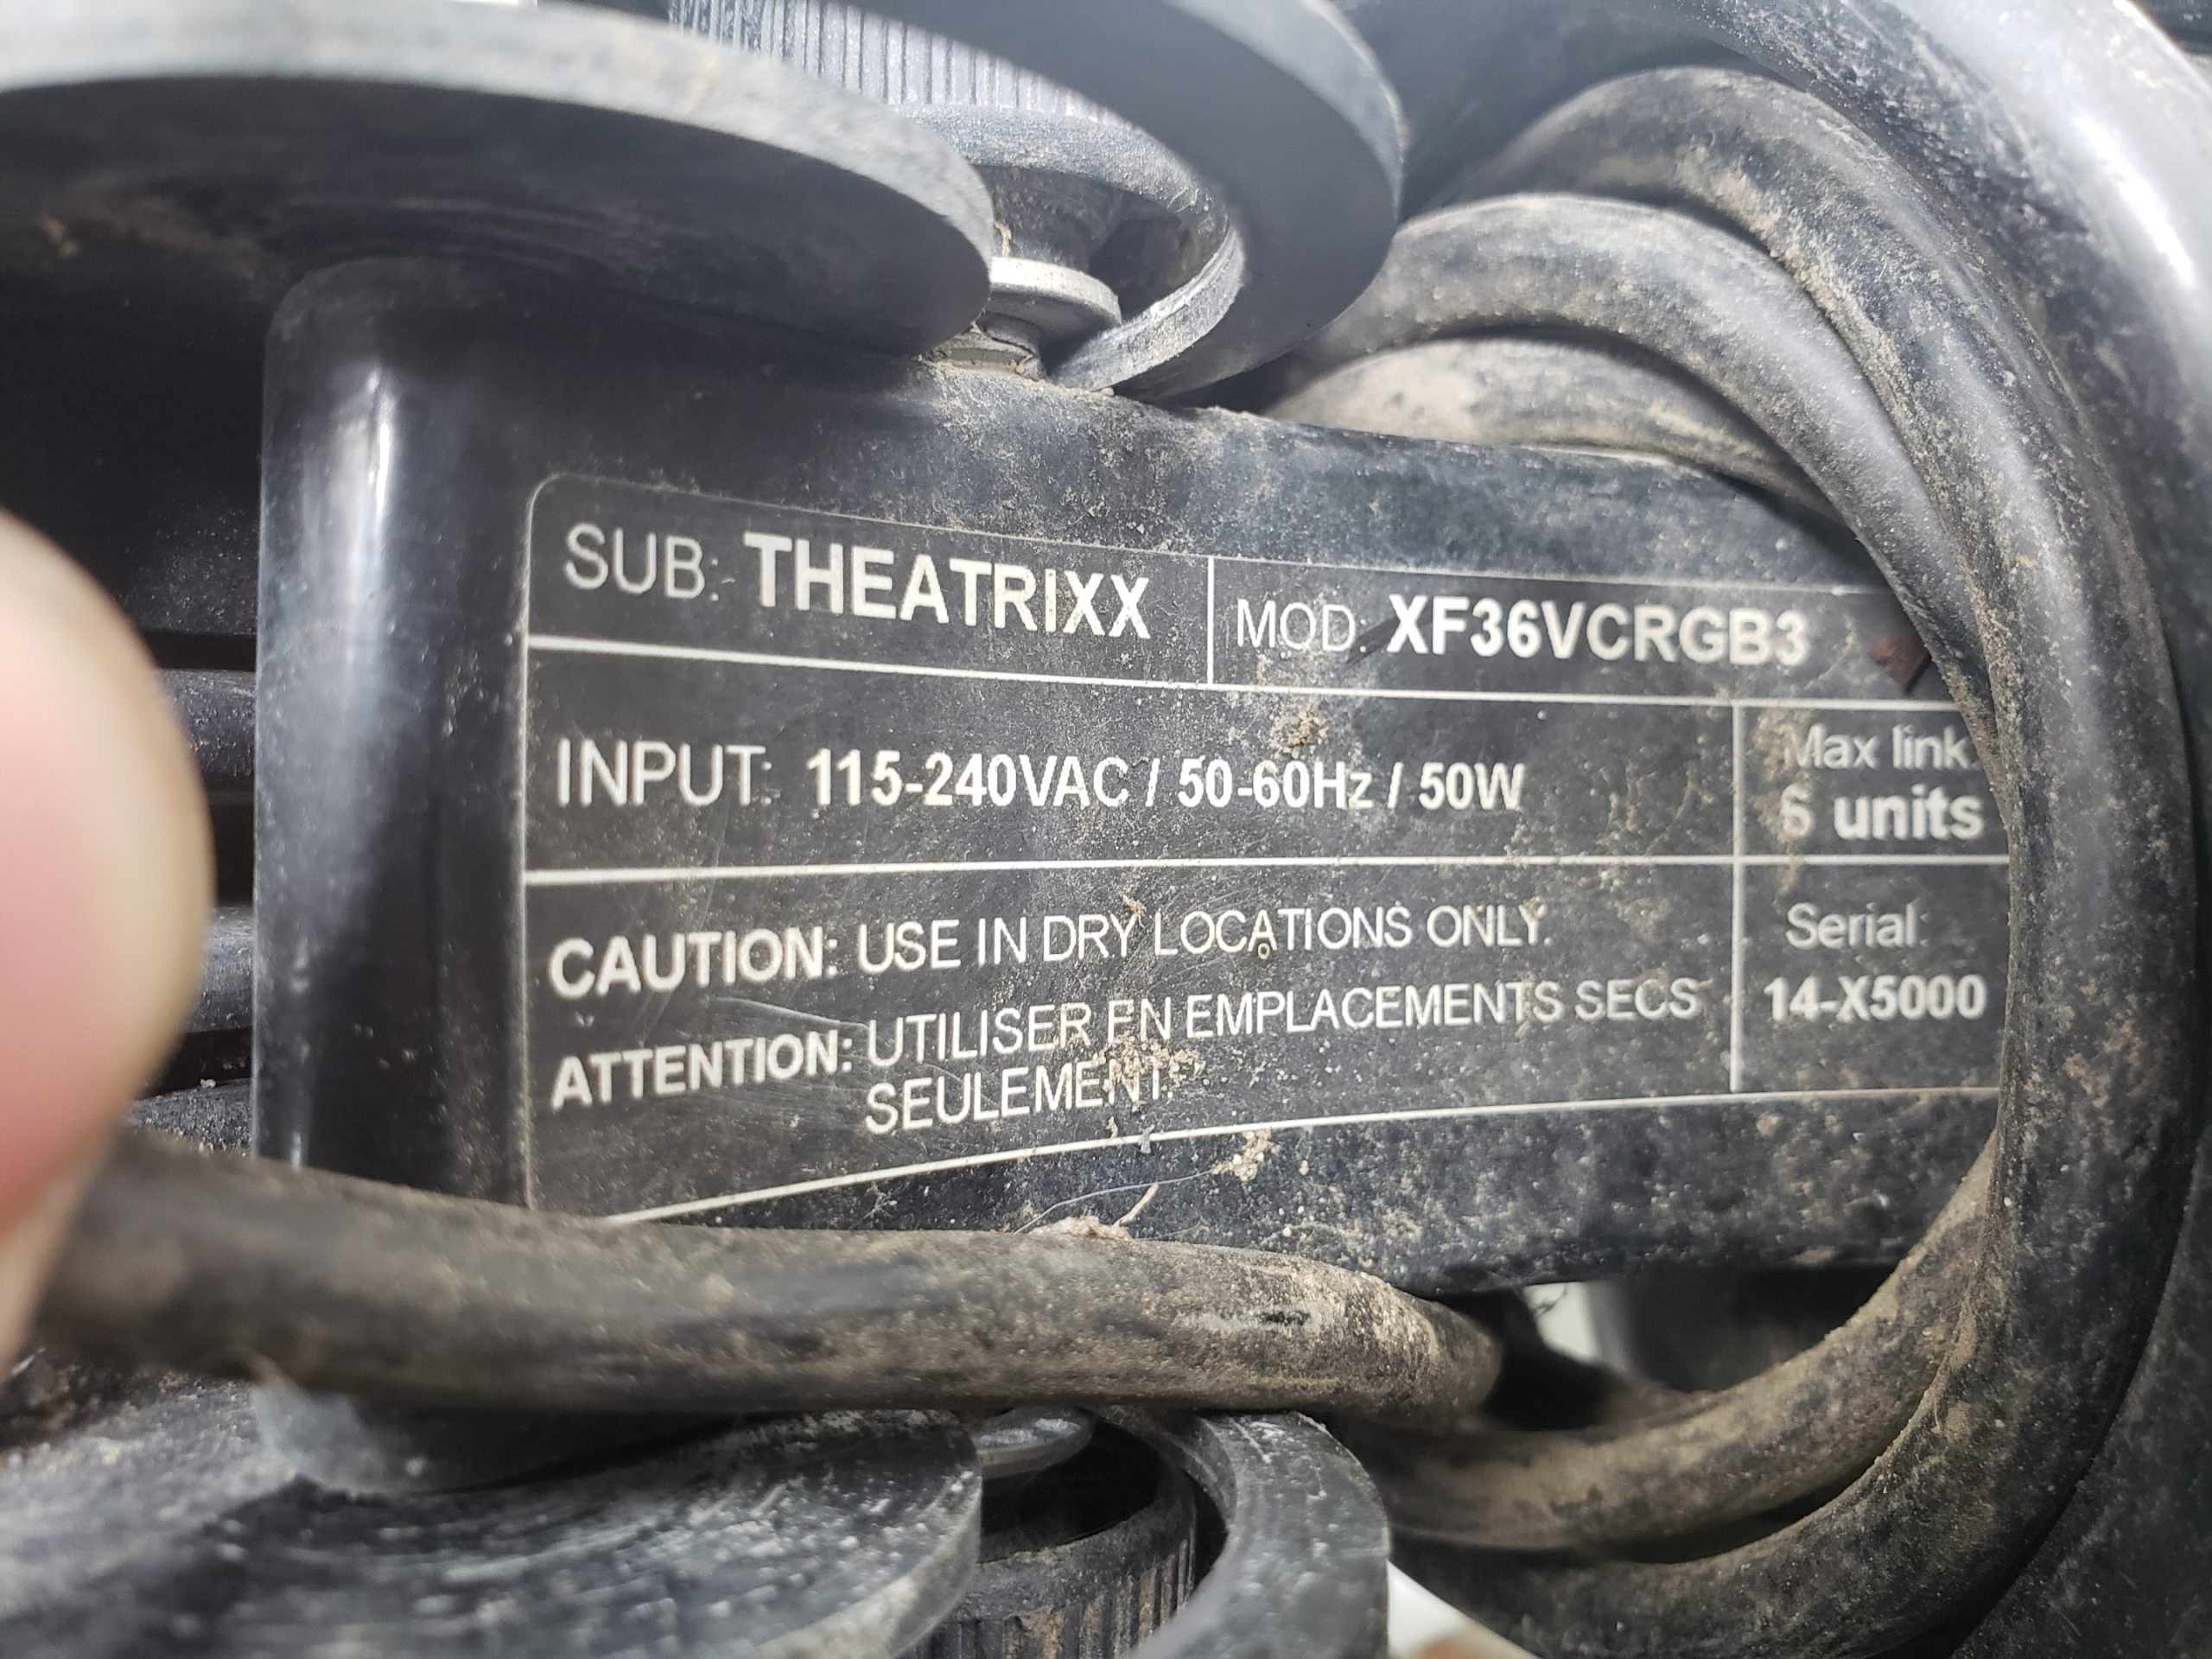 SUB: THEATRIXX
MOD: XF36VCRGB3
INPUT: 115-240VAC / 50-60Hz / 50W
Max link:
6 units
CAUTION: USE IN DRY LOCATIONS ONLY.
ATTENTION: UTILISER EN EMPLACEMENTS SECS
SEULEMENT.
Serial:
14-X5000